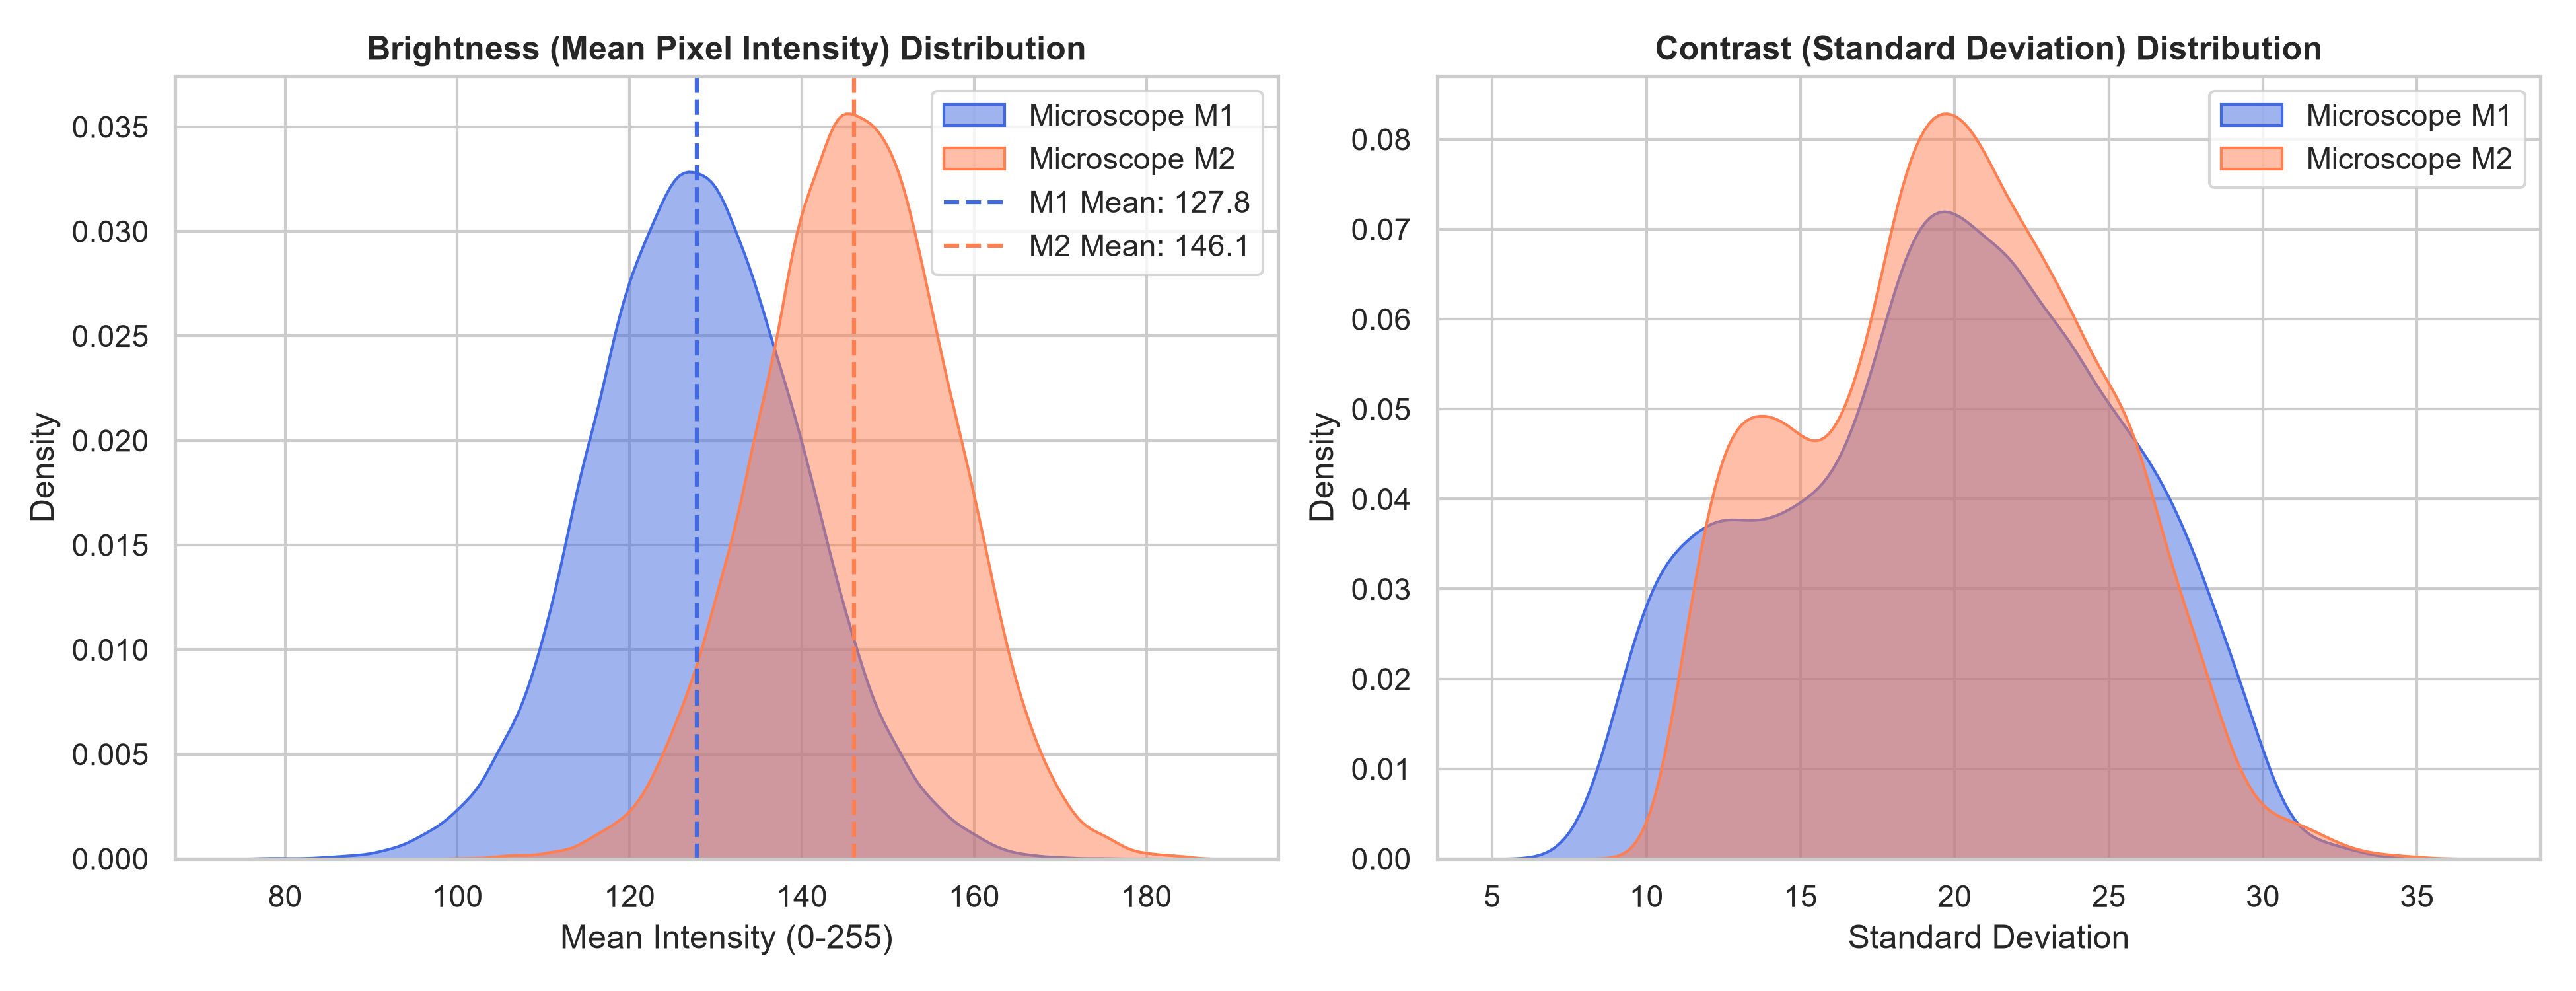 Brightness (Mean Pixel Intensity) Distribution
Density
0.035
0.030
0.025
0.020
0.015
0.010
0.005
0.000
80 100 120 140 160 180
Mean Intensity (0-255)
Microscope M1
Microscope M2
M1 Mean: 127.8
M2 Mean: 146.1
Contrast (Standard Deviation) Distribution
Density
0.08
0.07
0.06
0.05
0.04
0.03
0.02
0.01
0.00
5 10 15 20 25 30 35
Standard Deviation
Microscope M1
Microscope M2